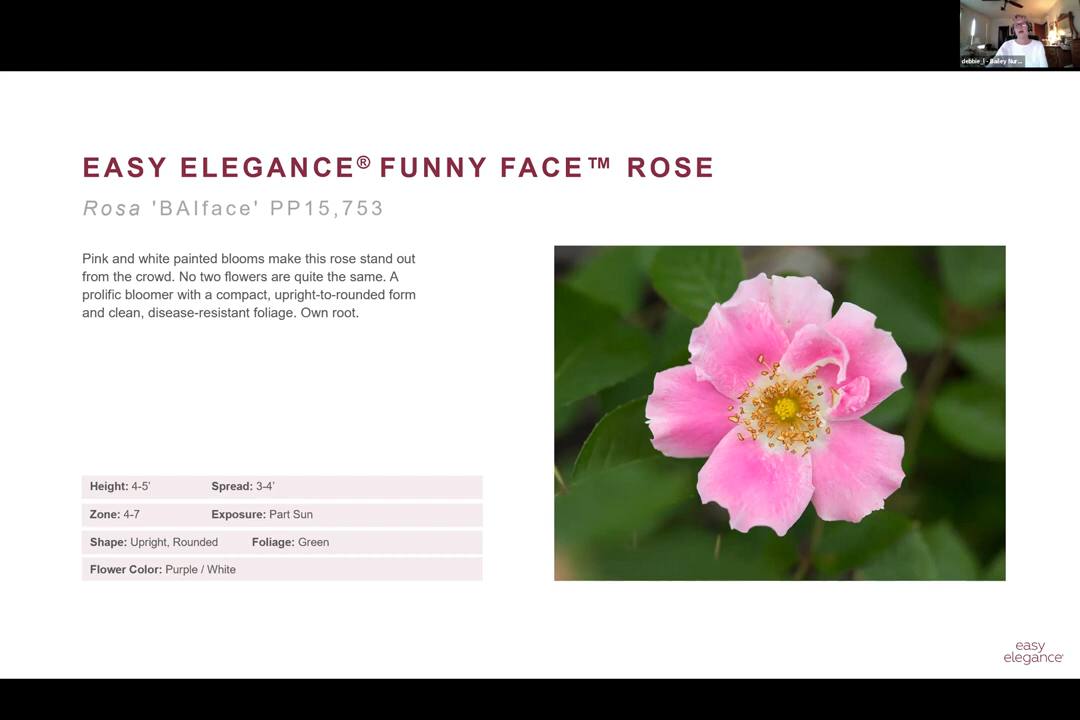 debbie_l - Bailey Nur...
EASY ELEGANCE® FUNNY FACE™ ROSE
Rosa 'BAIface' PP15,753
Pink and white painted blooms make this rose stand out
from the crowd. No two flowers are quite the same. A
prolific bloomer with a compact, upright-to-rounded form
and clean, disease-resistant foliage. Own root.
Height: 4-5' Spread: 3-4'
Zone: 4-7 Exposure: Part Sun
Shape: Upright, Rounded Foliage: Green
Flower Color: Purple / White
easy
elegance®